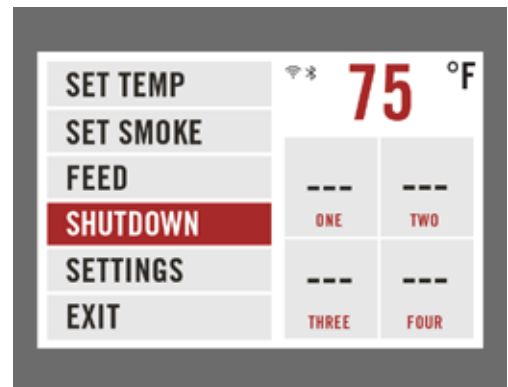 SET TEMP
SET SMOKE
FEED
SHUTDOWN
SETTINGS
EXIT
75 °F
--- ---
ONE TWO
--- ---
THREE FOUR